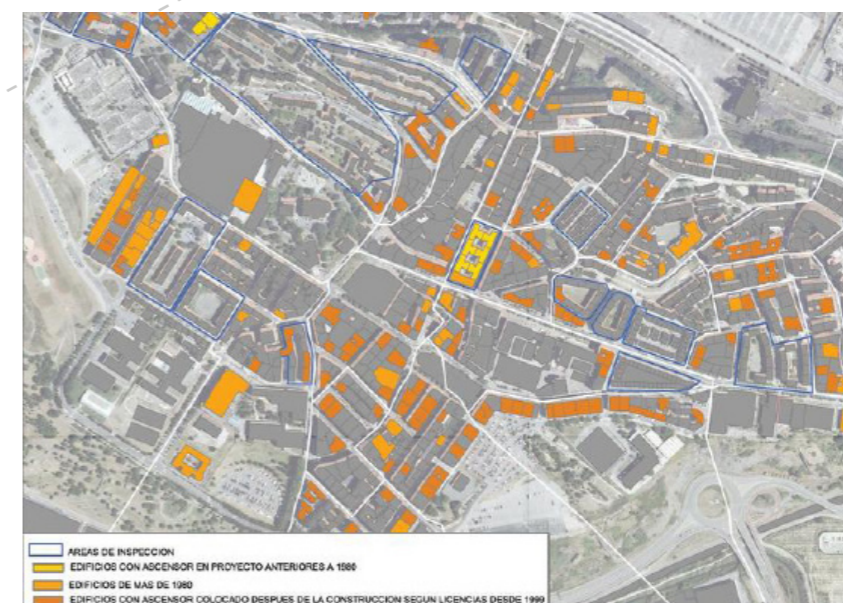 AREAS DE INSPECCION
EDIFICIOS CON ASCENSOR EN PROYECTO ANTERIORES A 1980
EDIFICIOS DE MAS DE 1980
EDIFICIOS CON ASCENSOR COLOCADO DESPUES DE LA CONSTRUCCION SEGUN LICENCIAS DESDE 1999